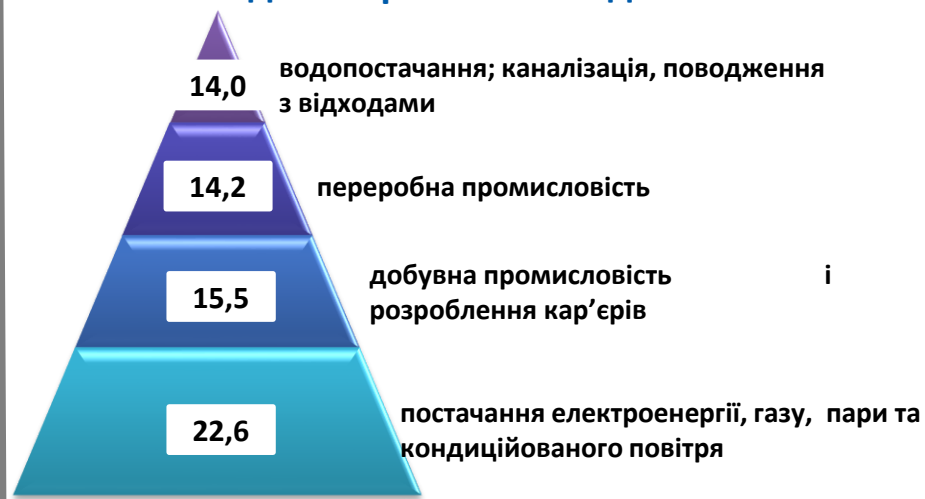 14,0
водопостачання; каналізація, поводження
з відходами
14,2
переробна промисловість
15,5
добувна промисловість і
розроблення кар’єрів
22,6
постачання електроенергії, газу, пари та
кондиційованого повітря